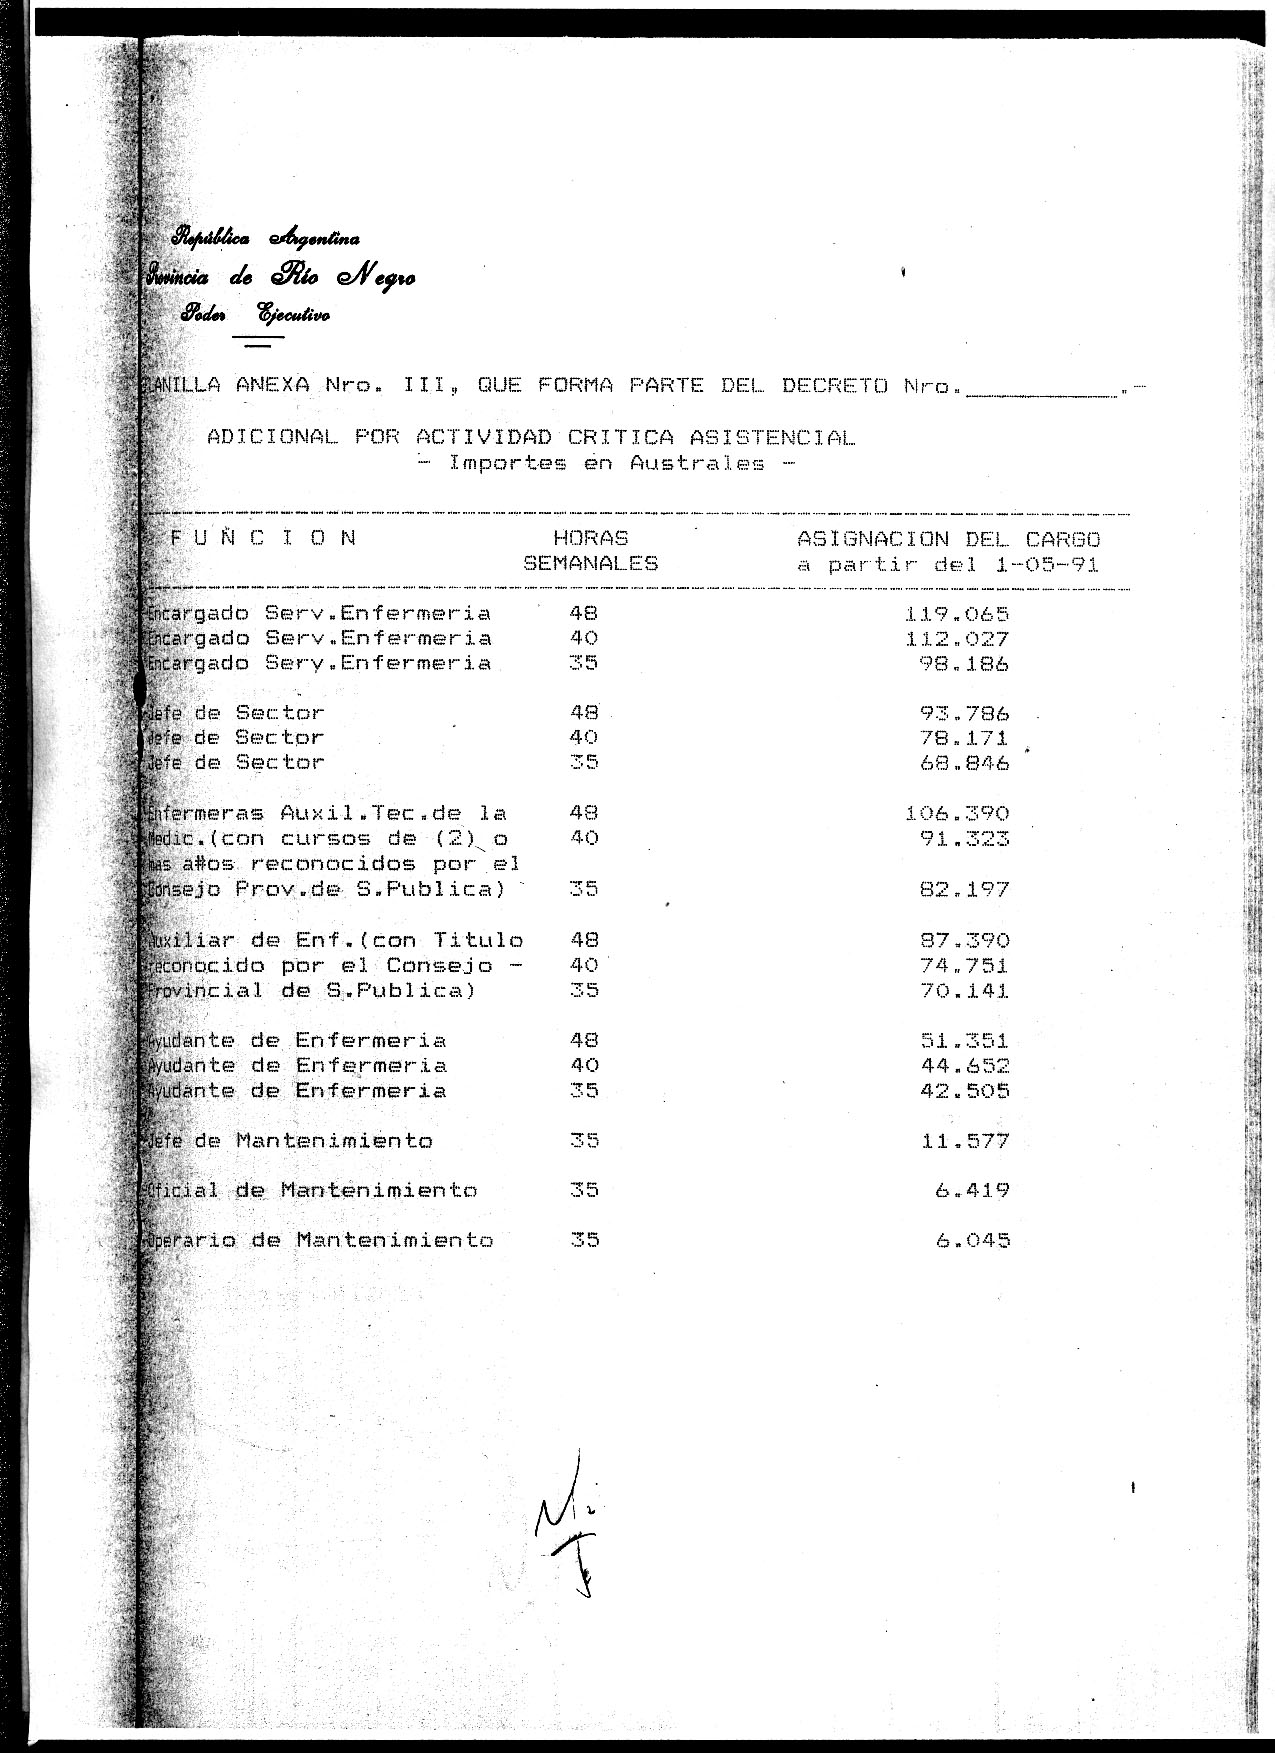 República Argentina
Provincia de Río Negro
Poder Ejecutivo
PLANILLA ANEXA Nro. III, QUE FORMA PARTE DEL DECRETO Nro.____________.-
ADICIONAL POR ACTIVIDAD CRITICA ASISTENCIAL
- Importes en Australes -
F U N C I O N HORAS ASIGNACION DEL CARGO
SEMANALES a partir del 1-05-91
Encargado Serv.Enfermeria 48 119.065
Encargado Serv.Enfermeria 40 112.027
Encargado Serv.Enfermeria 35 98.186
Jefe de Sector 48 93.786
Jefe de Sector 40 78.171
Jefe de Sector 35 68.846
Enfermeras Auxil.Tec.de la 48 106.390
Medic.(con cursos de (2) o 40 91.323
mas a#os reconocidos por el
Consejo Prov.de S.Publica) 35 82.197
Auxiliar de Enf.(con Titulo 48 87.390
reconocido por el Consejo - 40 74.751
Provincial de S.Publica) 35 70.141
Ayudante de Enfermeria 48 51.351
Ayudante de Enfermeria 40 44.652
Ayudante de Enfermeria 35 42.505
Jefe de Mantenimiento 35 11.577
Oficial de Mantenimiento 35 6.419
Operario de Mantenimiento 35 6.045